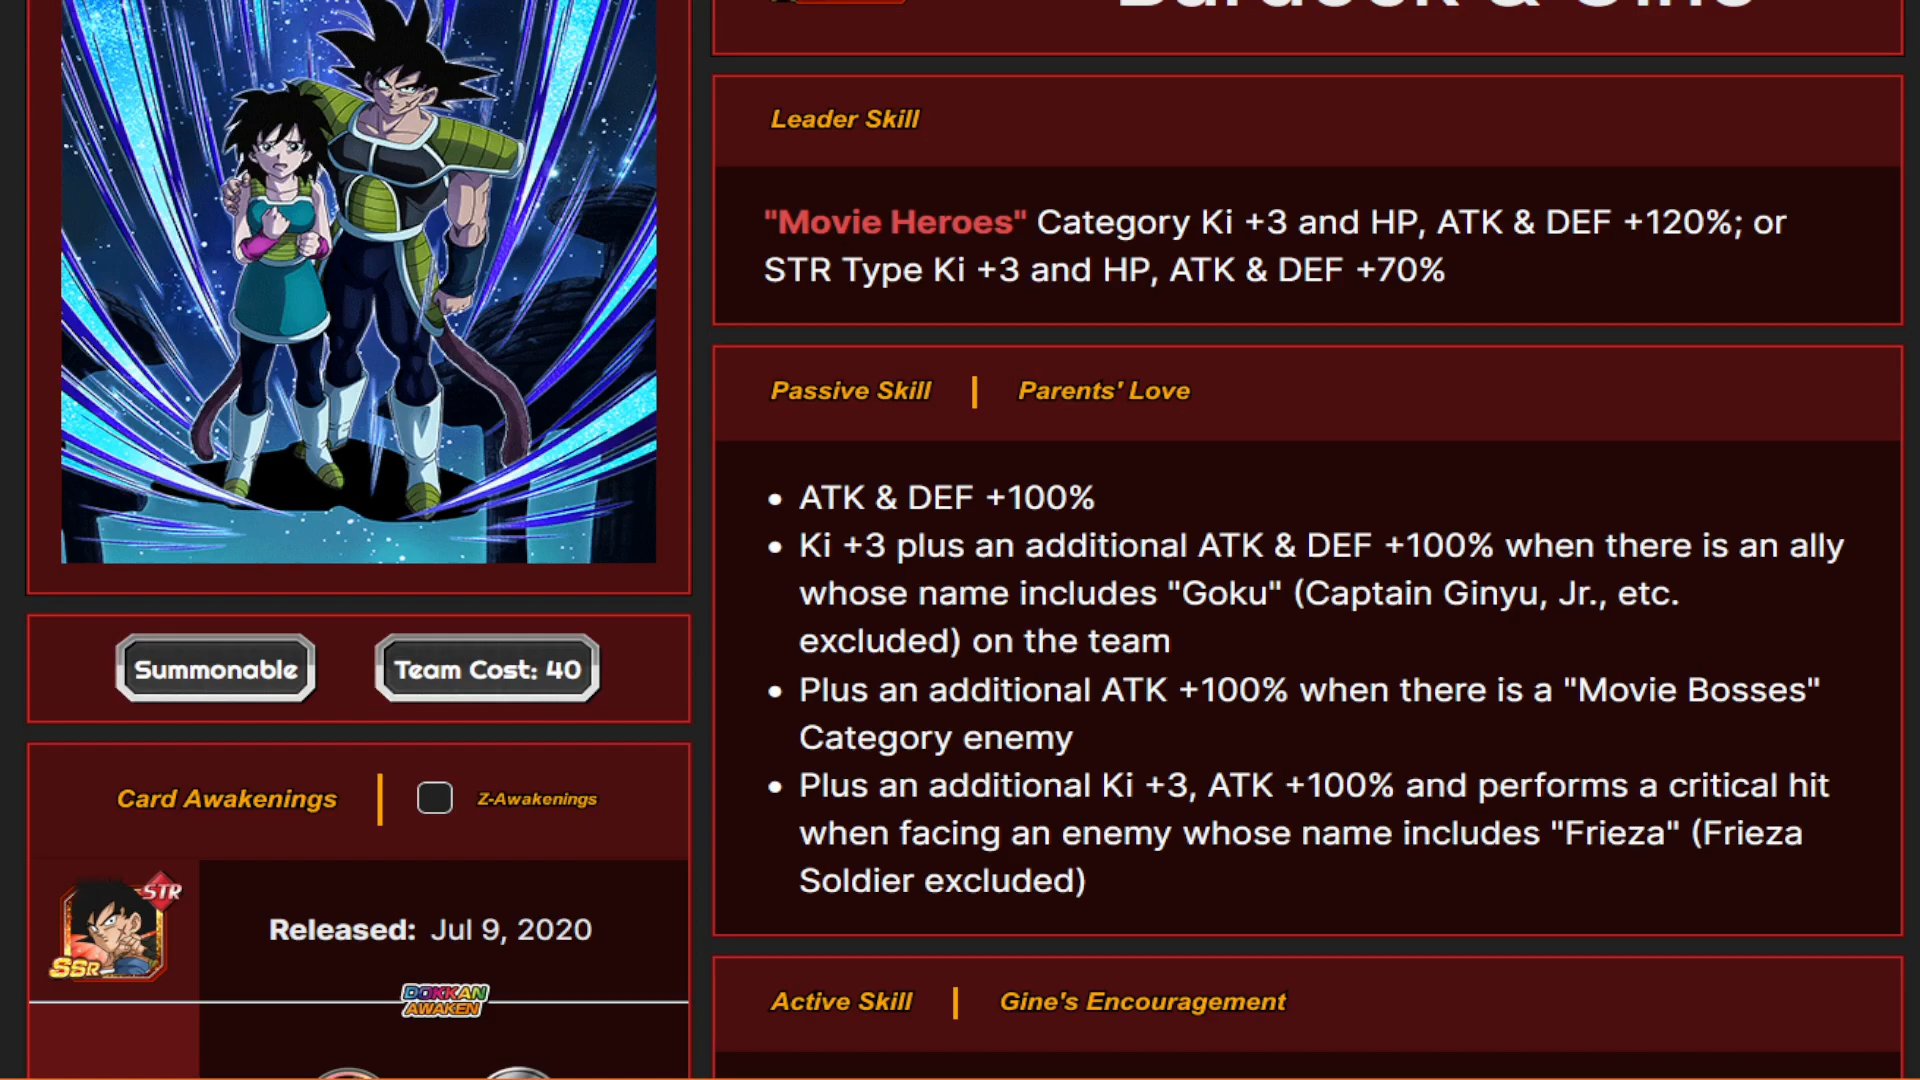 Bardock & Gine
Leader Skill
"Movie Heroes" Category Ki +3 and HP, ATK & DEF +120%; or
STR Type Ki +3 and HP, ATK & DEF +70%
Passive Skill | Parents' Love
• ATK & DEF +100%
• Ki +3 plus an additional ATK & DEF +100% when there is an ally
whose name includes "Goku" (Captain Ginyu, Jr., etc.
excluded) on the team
• Plus an additional ATK +100% when there is a "Movie Bosses"
Category enemy
• Plus an additional Ki +3, ATK +100% and performs a critical hit
when facing an enemy whose name includes "Frieza" (Frieza
Soldier excluded)
Active Skill | Gine's Encouragement
Summonable
Team Cost: 40
Card Awakenings | Z-Awakenings
STR
SSR
Released: Jul 9, 2020
DOKKAN
AWAKEN